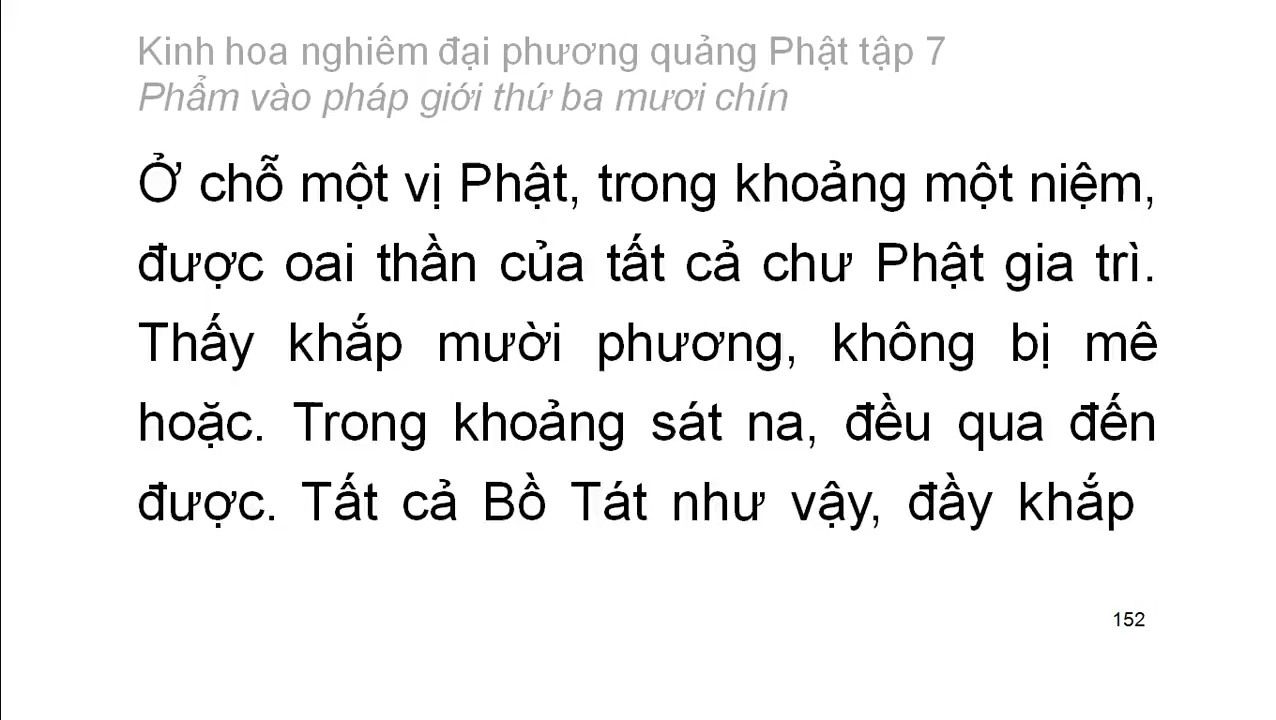 Kinh hoa nghiêm đại phương quảng Phật tập 7
Phẩm vào pháp giới thứ ba mươi chín
Ở chỗ một vị Phật, trong khoảng một niệm,
được oai thần của tất cả chư Phật gia trì.
Thấy khắp mười phương, không bị mê
hoặc. Trong khoảng sát na, đều qua đến
được. Tất cả Bồ Tát như vậy, đầy khắp
152